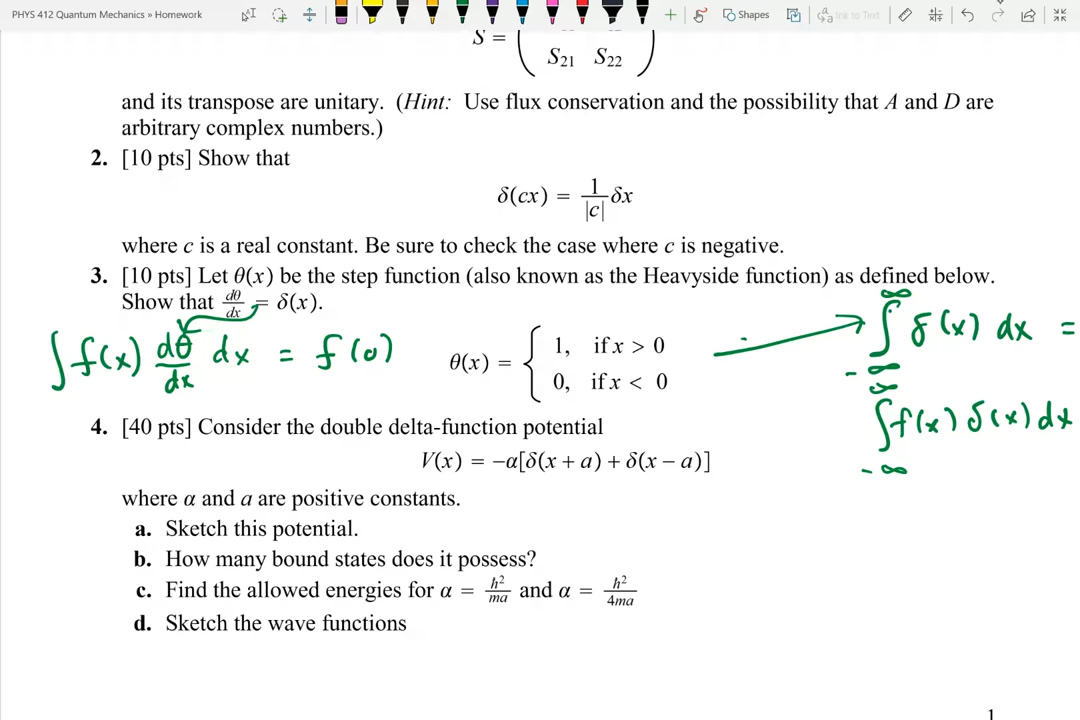 PHYS 412 Quantum Mechanics » Homework
Shapes
Ink to Text
S =
S21 S22
and its transpose are unitary. (Hint: Use flux conservation and the possibility that A and D are
arbitrary complex numbers.)
2. [10 pts] Show that
δ(cx) = 1/|c| δx
where c is a real constant. Be sure to check the case where c is negative.
3. [10 pts] Let θ(x) be the step function (also known as the Heavyside function) as defined below.
Show that dθ/dx = δ(x).
∫ f(x) dθ/dx dx = f(0)
θ(x) = { 1, if x > 0
0, if x < 0
∫_{-∞}^{∞} δ(x) dx =
∫_{-∞}^{∞} f(x) δ(x) dx
4. [40 pts] Consider the double delta-function potential
V(x) = −α[δ(x + a) + δ(x − a)]
where α and a are positive constants.
a. Sketch this potential.
b. How many bound states does it possess?
c. Find the allowed energies for α = ℏ²/ma and α = ℏ²/4ma
d. Sketch the wave functions
1